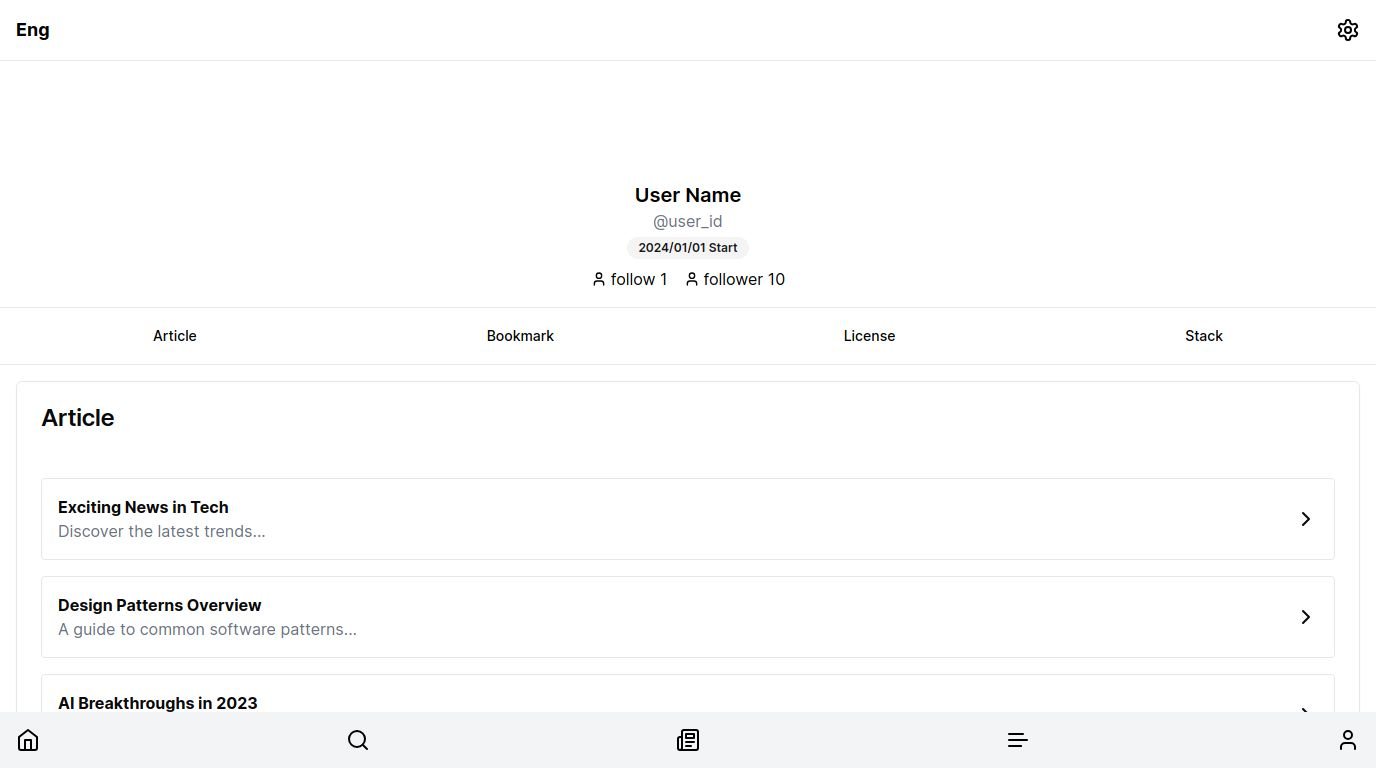 Eng
User Name
@user_id
2024/01/01 Start
follow 1 follower 10
Article Bookmark License Stack
Article
Exciting News in Tech
Discover the latest trends...
Design Patterns Overview
A guide to common software patterns...
AI Breakthroughs in 2023